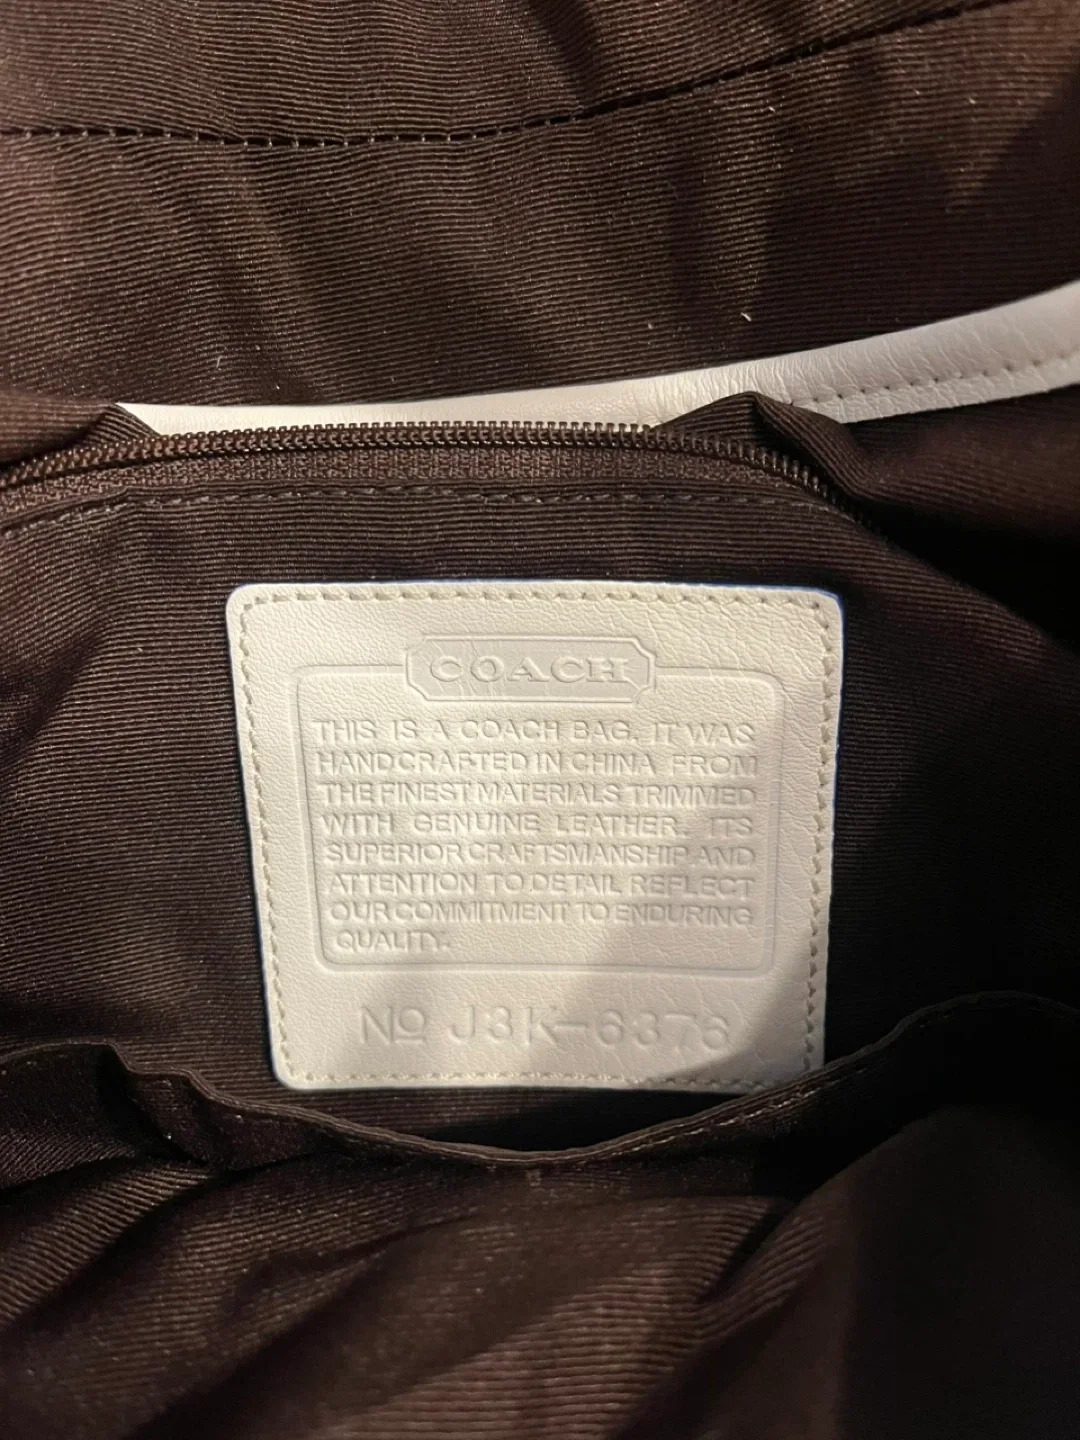 COACH
THIS IS A COACH BAG. IT WAS
HANDCRAFTED IN CHINA FROM
THE FINEST MATERIALS TRIMMED
WITH GENUINE LEATHER. ITS
SUPERIOR CRAFTSMANSHIP AND
ATTENTION TO DETAIL REFLECT
OUR COMMITMENT TO ENDURING
QUALITY.
No J3K-6376